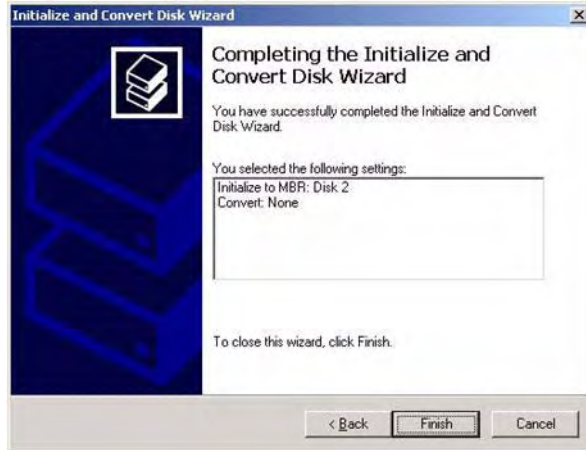 Initialize and Convert Disk Wizard
Completing the Initialize and
Convert Disk Wizard
You have successfully completed the Initialize and Convert
Disk Wizard.
You selected the following settings:
Initialize to MBR: Disk 2
Convert: None
To close this wizard, click Finish.
< Back
Finish
Cancel